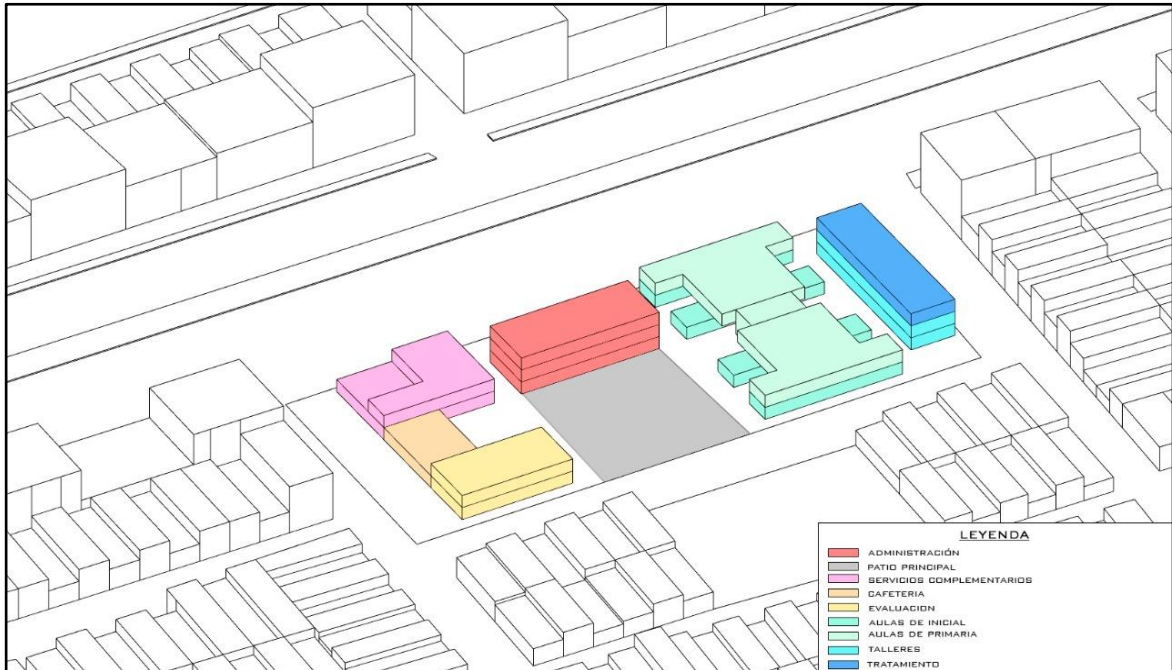 LEYENDA
ADMINISTRACIÓN
PATIO PRINCIPAL
SERVICIOS COMPLEMENTARIOS
CAFETERIA
EVALUACION
AULAS DE INICIAL
AULAS DE PRIMARIA
TALLERES
TRATAMIENTO